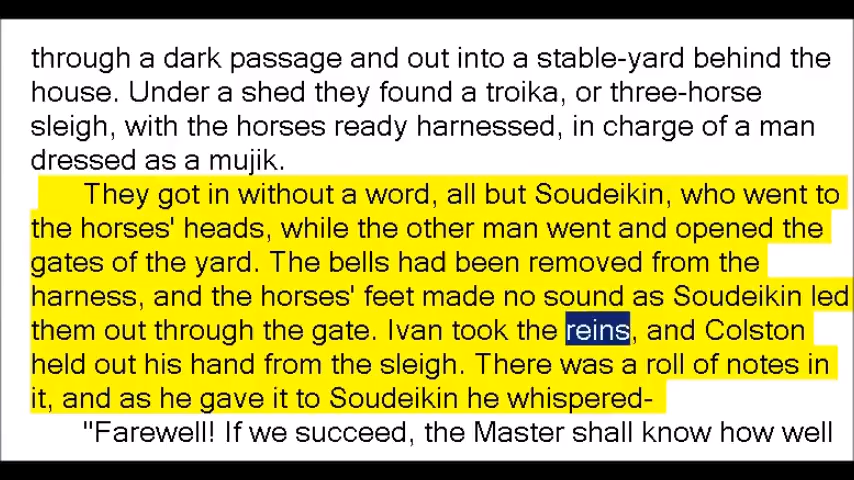 through a dark passage and out into a stable-yard behind the
house. Under a shed they found a troika, or three-horse
sleigh, with the horses ready harnessed, in charge of a man
dressed as a mujik.
They got in without a word, all but Soudeikin, who went to
the horses' heads, while the other man went and opened the
gates of the yard. The bells had been removed from the
harness, and the horses' feet made no sound as Soudeikin led
them out through the gate. Ivan took the reins, and Colston
held out his hand from the sleigh. There was a roll of notes in
it, and as he gave it to Soudeikin he whispered-
"Farewell! If we succeed, the Master shall know how well